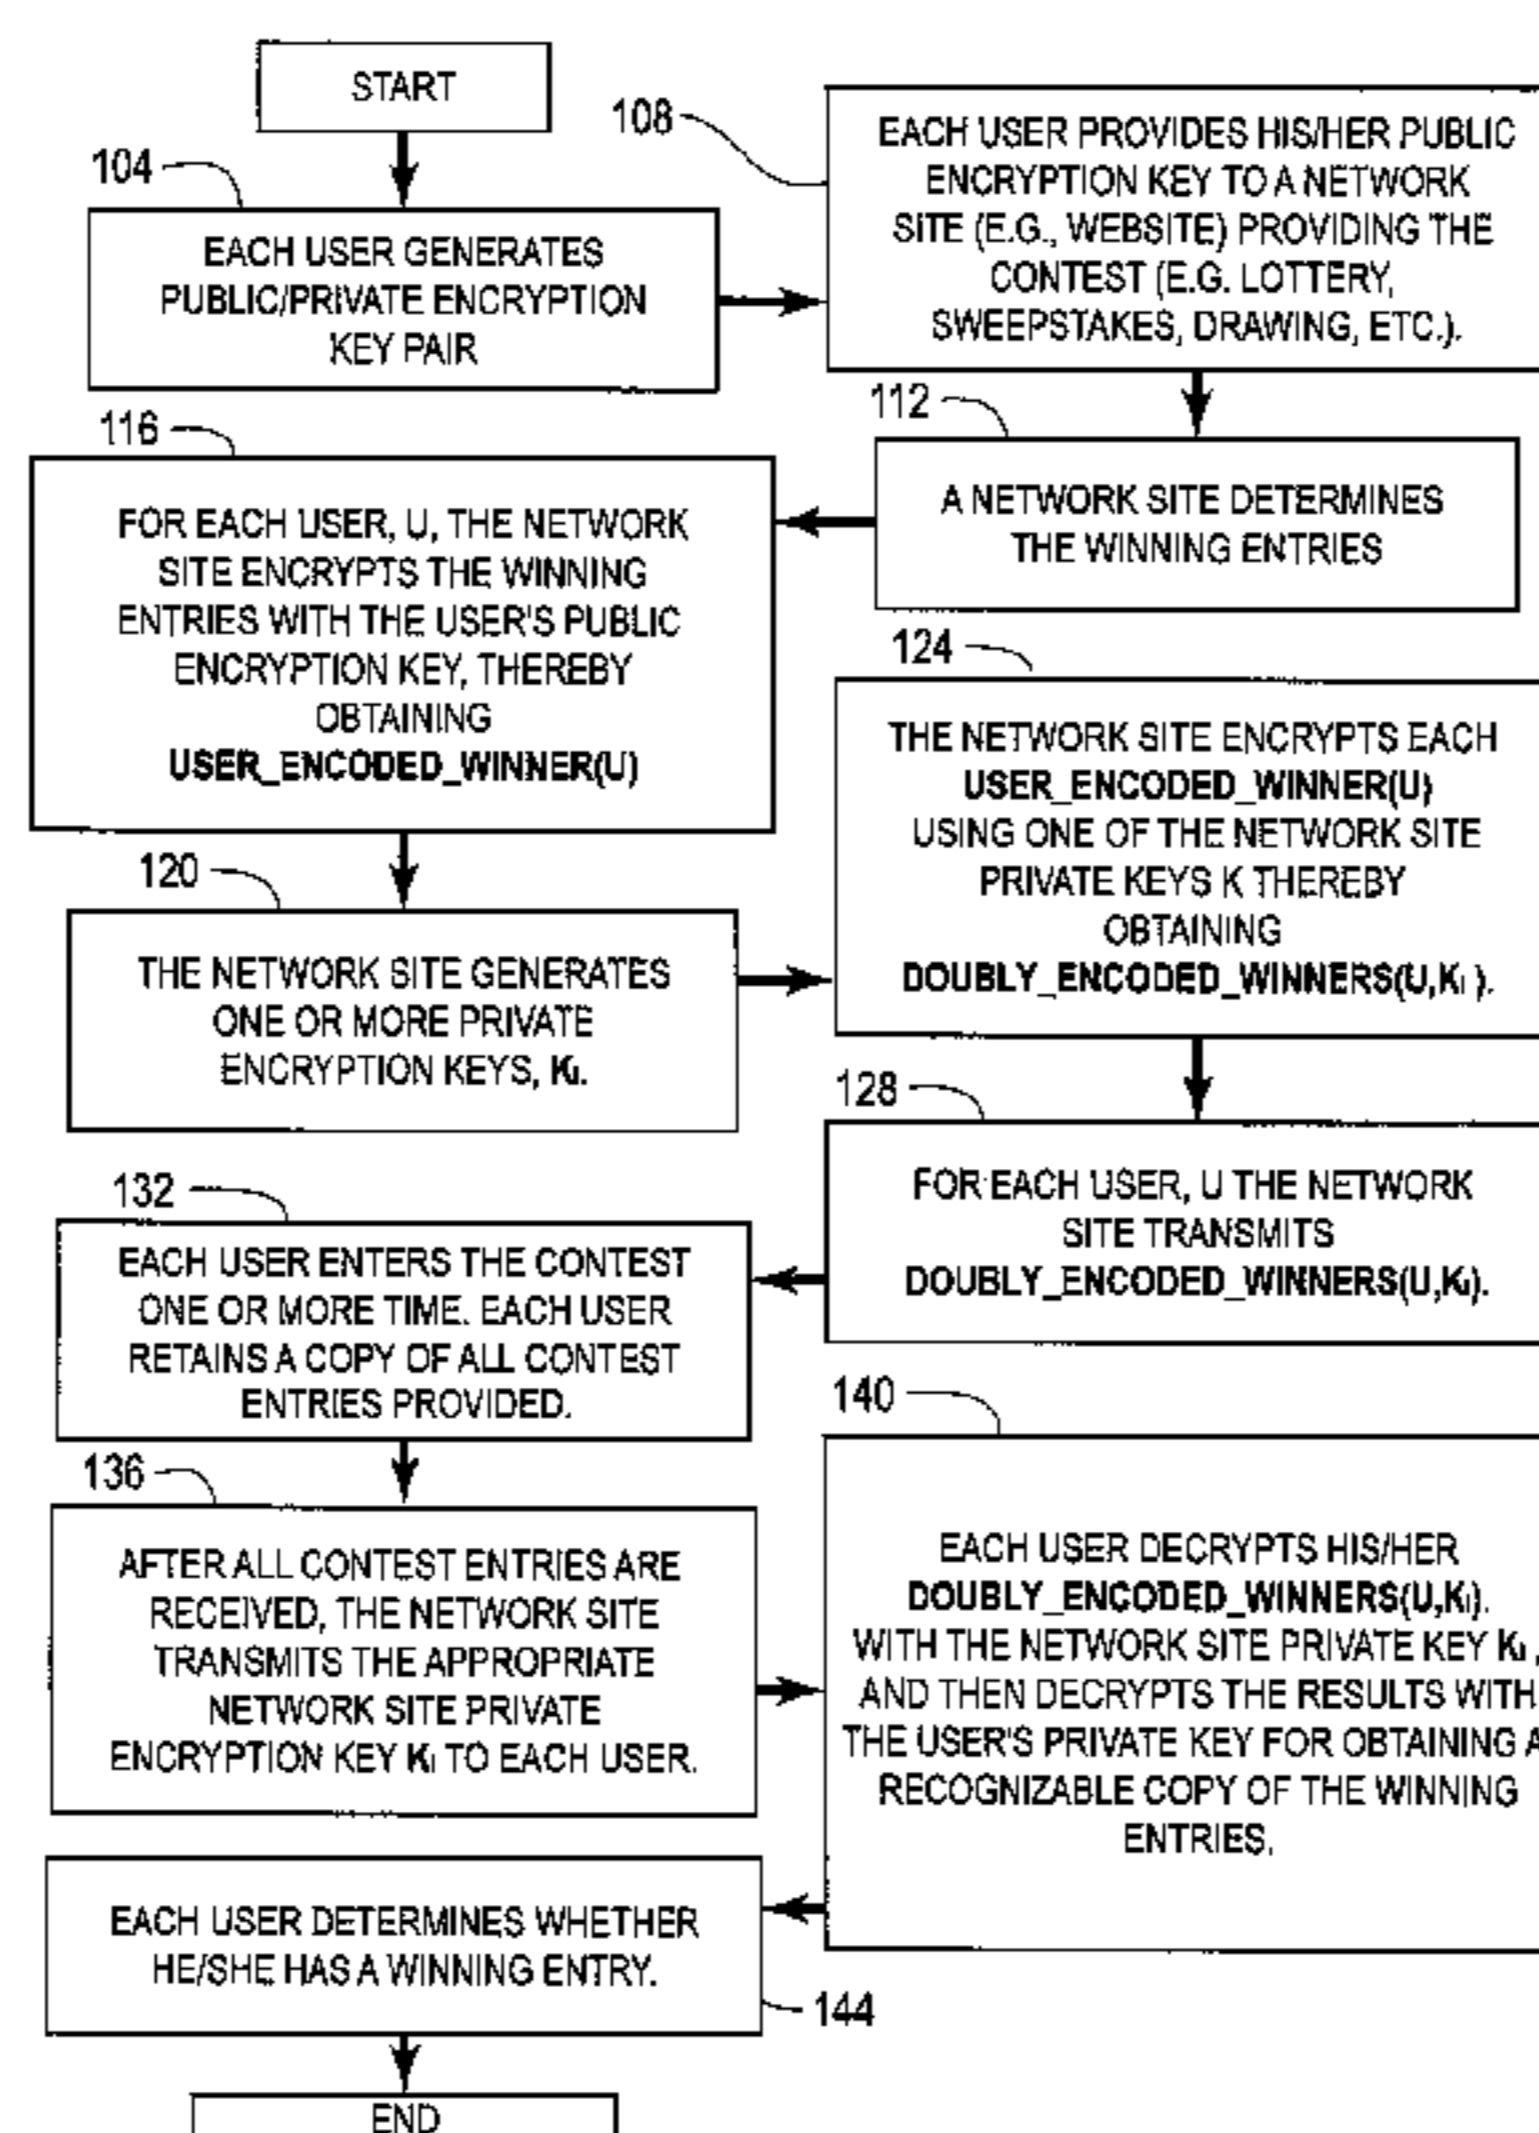 START
104
EACH USER GENERATES
PUBLIC/PRIVATE ENCRYPTION
KEY PAIR
108
EACH USER PROVIDES HIS/HER PUBLIC
ENCRYPTION KEY TO A NETWORK
SITE (E.G., WEBSITE) PROVIDING THE
CONTEST (E.G. LOTTERY,
SWEEPSTAKES, DRAWING, ETC.).
112
A NETWORK SITE DETERMINES
THE WINNING ENTRIES
116
FOR EACH USER, U, THE NETWORK
SITE ENCRYPTS THE WINNING
ENTRIES WITH THE USER'S PUBLIC
ENCRYPTION KEY, THEREBY
OBTAINING
USER_ENCODED_WINNER(U)
120
THE NETWORK SITE GENERATES
ONE OR MORE PRIVATE
ENCRYPTION KEYS, Ki.
124
THE NETWORK SITE ENCRYPTS EACH
USER_ENCODED_WINNER(U)
USING ONE OF THE NETWORK SITE
PRIVATE KEYS K THEREBY
OBTAINING
DOUBLY_ENCODED_WINNERS(U,Ki ).
128
FOR EACH USER, U THE NETWORK
SITE TRANSMITS
DOUBLY_ENCODED_WINNERS(U,Ki).
132
EACH USER ENTERS THE CONTEST
ONE OR MORE TIME. EACH USER
RETAINS A COPY OF ALL CONTEST
ENTRIES PROVIDED.
136
AFTER ALL CONTEST ENTRIES ARE
RECEIVED, THE NETWORK SITE
TRANSMITS THE APPROPRIATE
NETWORK SITE PRIVATE
ENCRYPTION KEY Ki TO EACH USER.
140
EACH USER DECRYPTS HIS/HER
DOUBLY_ENCODED_WINNERS(U,Ki).
WITH THE NETWORK SITE PRIVATE KEY Ki ,
AND THEN DECRYPTS THE RESULTS WITH
THE USER'S PRIVATE KEY FOR OBTAINING A
RECOGNIZABLE COPY OF THE WINNING
ENTRIES.
EACH USER DETERMINES WHETHER
HE/SHE HAS A WINNING ENTRY.
144
END